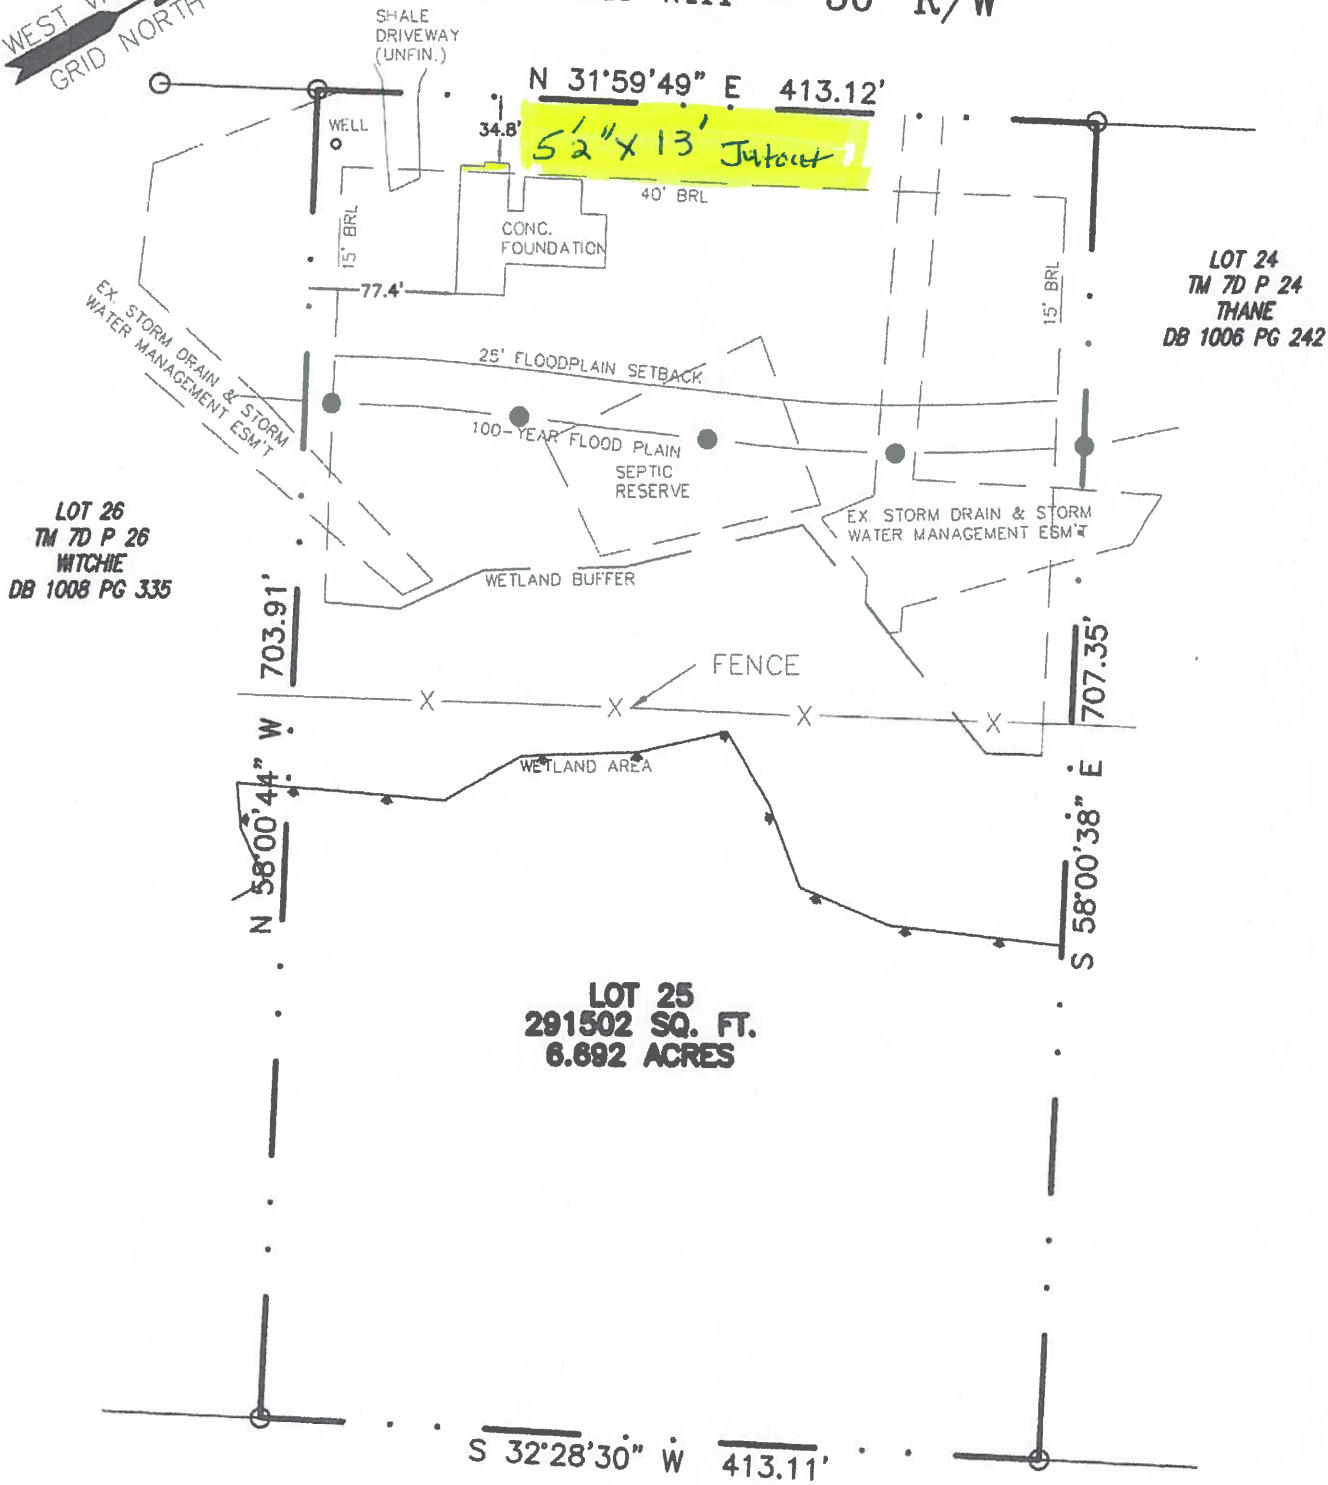 50' R/W
WEST
GRID NORTH
SHALE
DRIVEWAY
(UNFIN.)
N 31°59'49" E 413.12'
WELL
34.8'
5'2" X 13' Jutout
40' BRL
15' BRL
CONC.
FOUNDATION
77.4'
15' BRL
LOT 24
TM 7D P 24
THANE
DB 1006 PG 242
EX. STORM DRAIN & STORM
WATER MANAGEMENT ESM'T
25' FLOODPLAIN SETBACK
100-YEAR FLOOD PLAIN
SEPTIC
RESERVE
EX. STORM DRAIN & STORM
WATER MANAGEMENT ESM'T
LOT 26
TM 7D P 26
WITCHIE
DB 1008 PG 335
WETLAND BUFFER
N 58°00'44" W 703.91'
FENCE
X X X X
S 58°00'38" E 707.35'
WETLAND AREA
LOT 25
291502 SQ. FT.
6.692 ACRES
S 32°28'30" W 413.11'